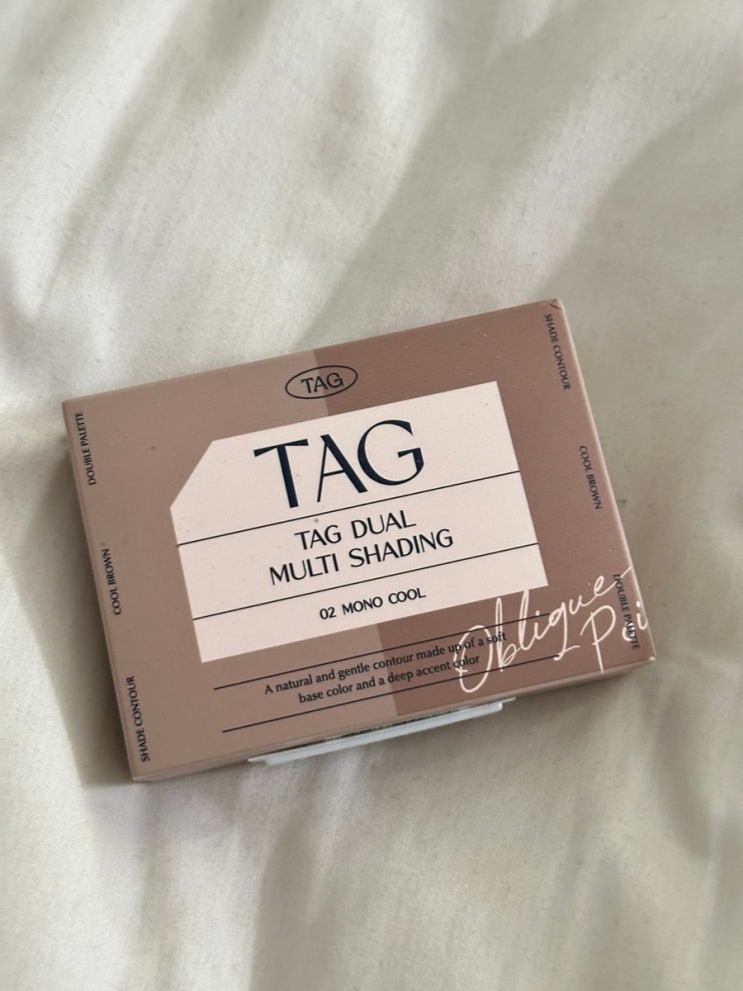 TAG
TAG
TAG DUAL
MULTI SHADING
02 MONO COOL
A natural and gentle contour made up of a soft
base color and a deep accent color
Oblique
DOUBLE PALETTE
COOL BROWN
SHADE CONTOUR
SHADE CONTOUR
COOL BROWN
DOUBLE PALETTE